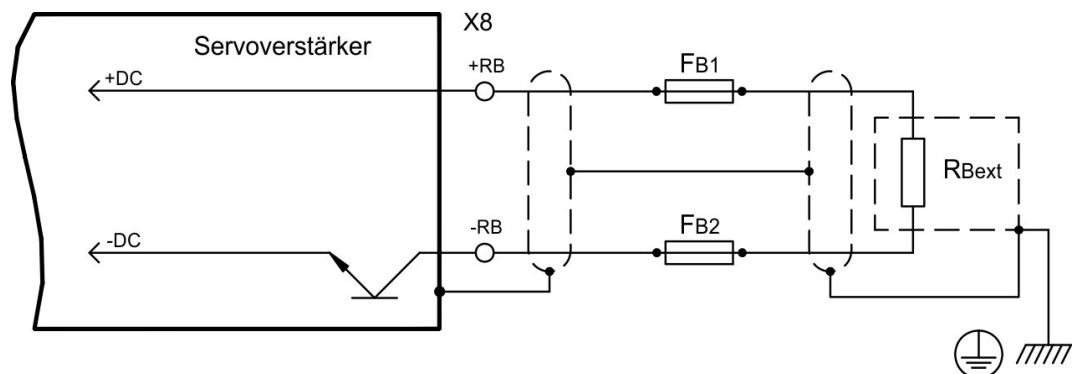 X8
Servoverstärker
+DC
+RB
FB1
RBext
-DC
-RB
FB2